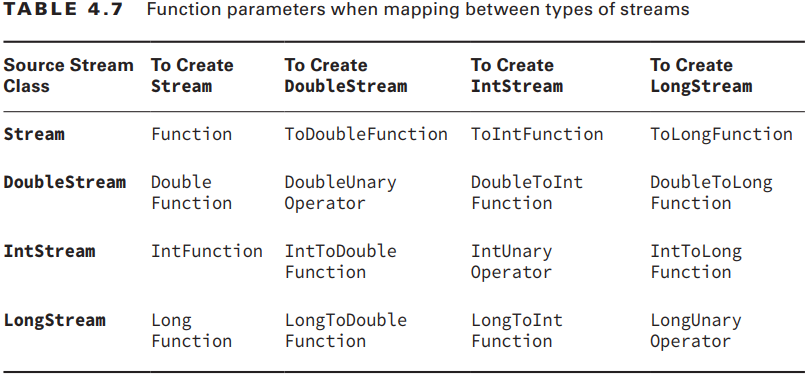 TABLE 4.7 Function parameters when mapping between types of streams
Source Stream Class To Create Stream To Create DoubleStream To Create IntStream To Create LongStream
Stream Function ToDoubleFunction ToIntFunction ToLongFunction
DoubleStream Double Function DoubleUnary Operator DoubleToInt Function DoubleToLong Function
IntStream IntFunction IntToDouble Function IntUnary Operator IntToLong Function
LongStream Long Function LongToDouble Function LongToInt Function LongUnary Operator